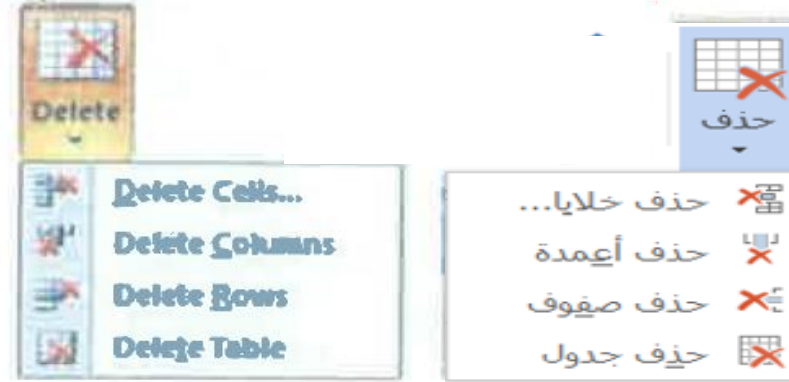 Delete
Delete Cells...
Delete Columns
Delete Rows
Delete Table
حذف
حذف خلايا...
حذف أعمدة
حذف صفوف
حذف جدول